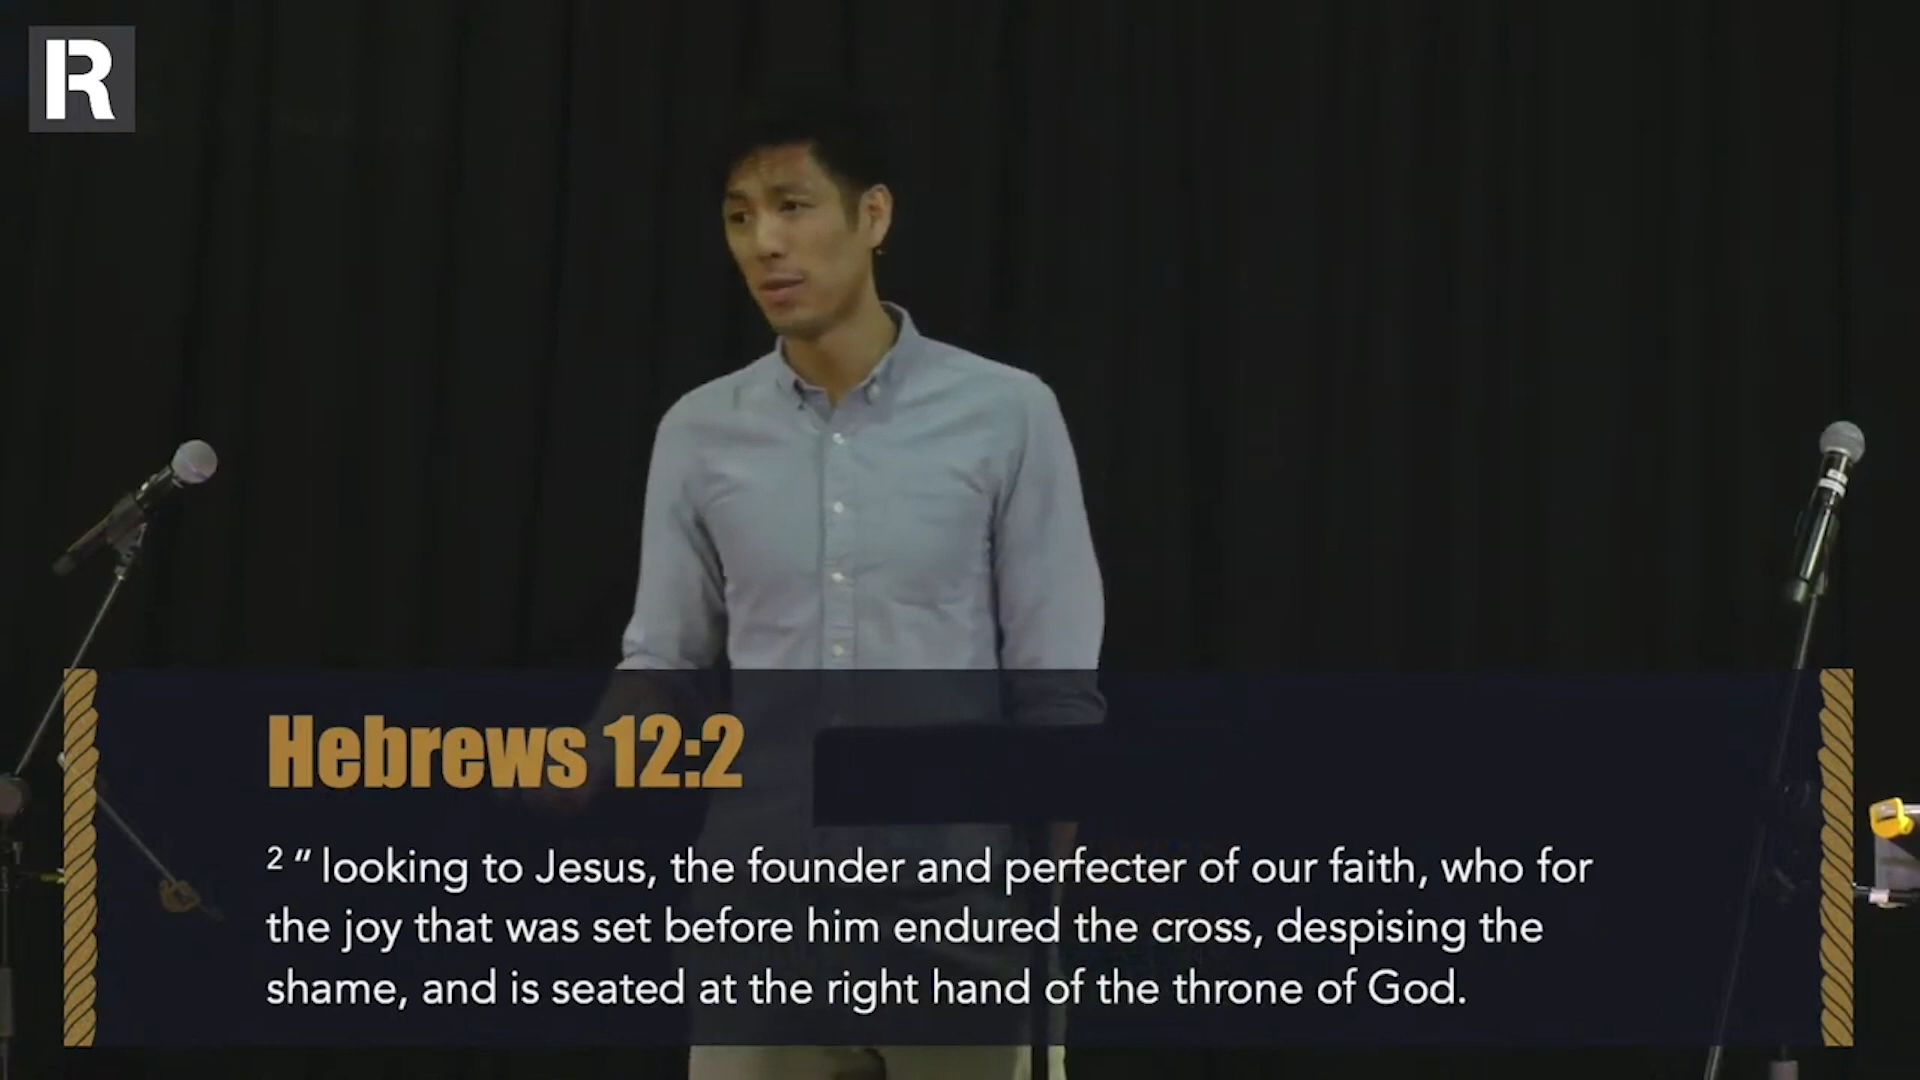 R
Hebrews 12:2
2 “ looking to Jesus, the founder and perfecter of our faith, who for
the joy that was set before him endured the cross, despising the
shame, and is seated at the right hand of the throne of God.